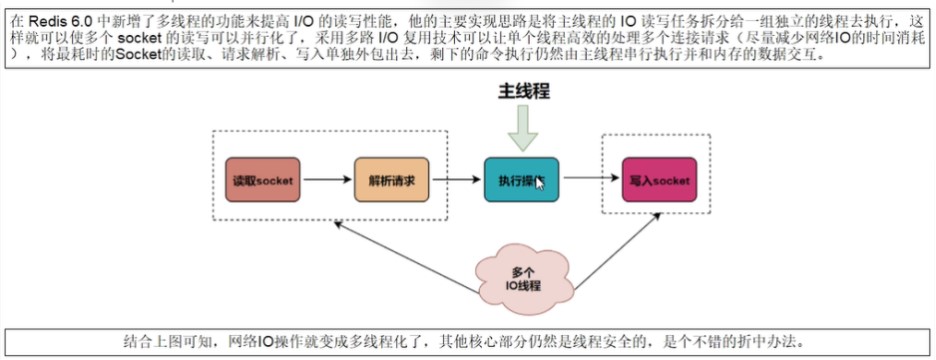 在 Redis 6.0 中新增了多线程的功能来提高 I/O 的读写性能，他的主要实现思路是将主线程的 IO 读写任务拆分给一组独立的线程去执行，这
样就可以使多个 socket 的读写可以并行化了，采用多路 I/O 复用技术可以让单个线程高效的处理多个连接请求（尽量减少网络IO的时间消耗
），将最耗时的Socket的读取、请求解析、写入单独外包出去，剩下的命令执行仍然由主线程串行执行并和内存的数据交互。
主线程
读取socket
解析请求
执行操作
写入socket
多个
IO线程
结合上图可知，网络IO操作就变成多线程化了，其他核心部分仍然是线程安全的，是个不错的折中办法。